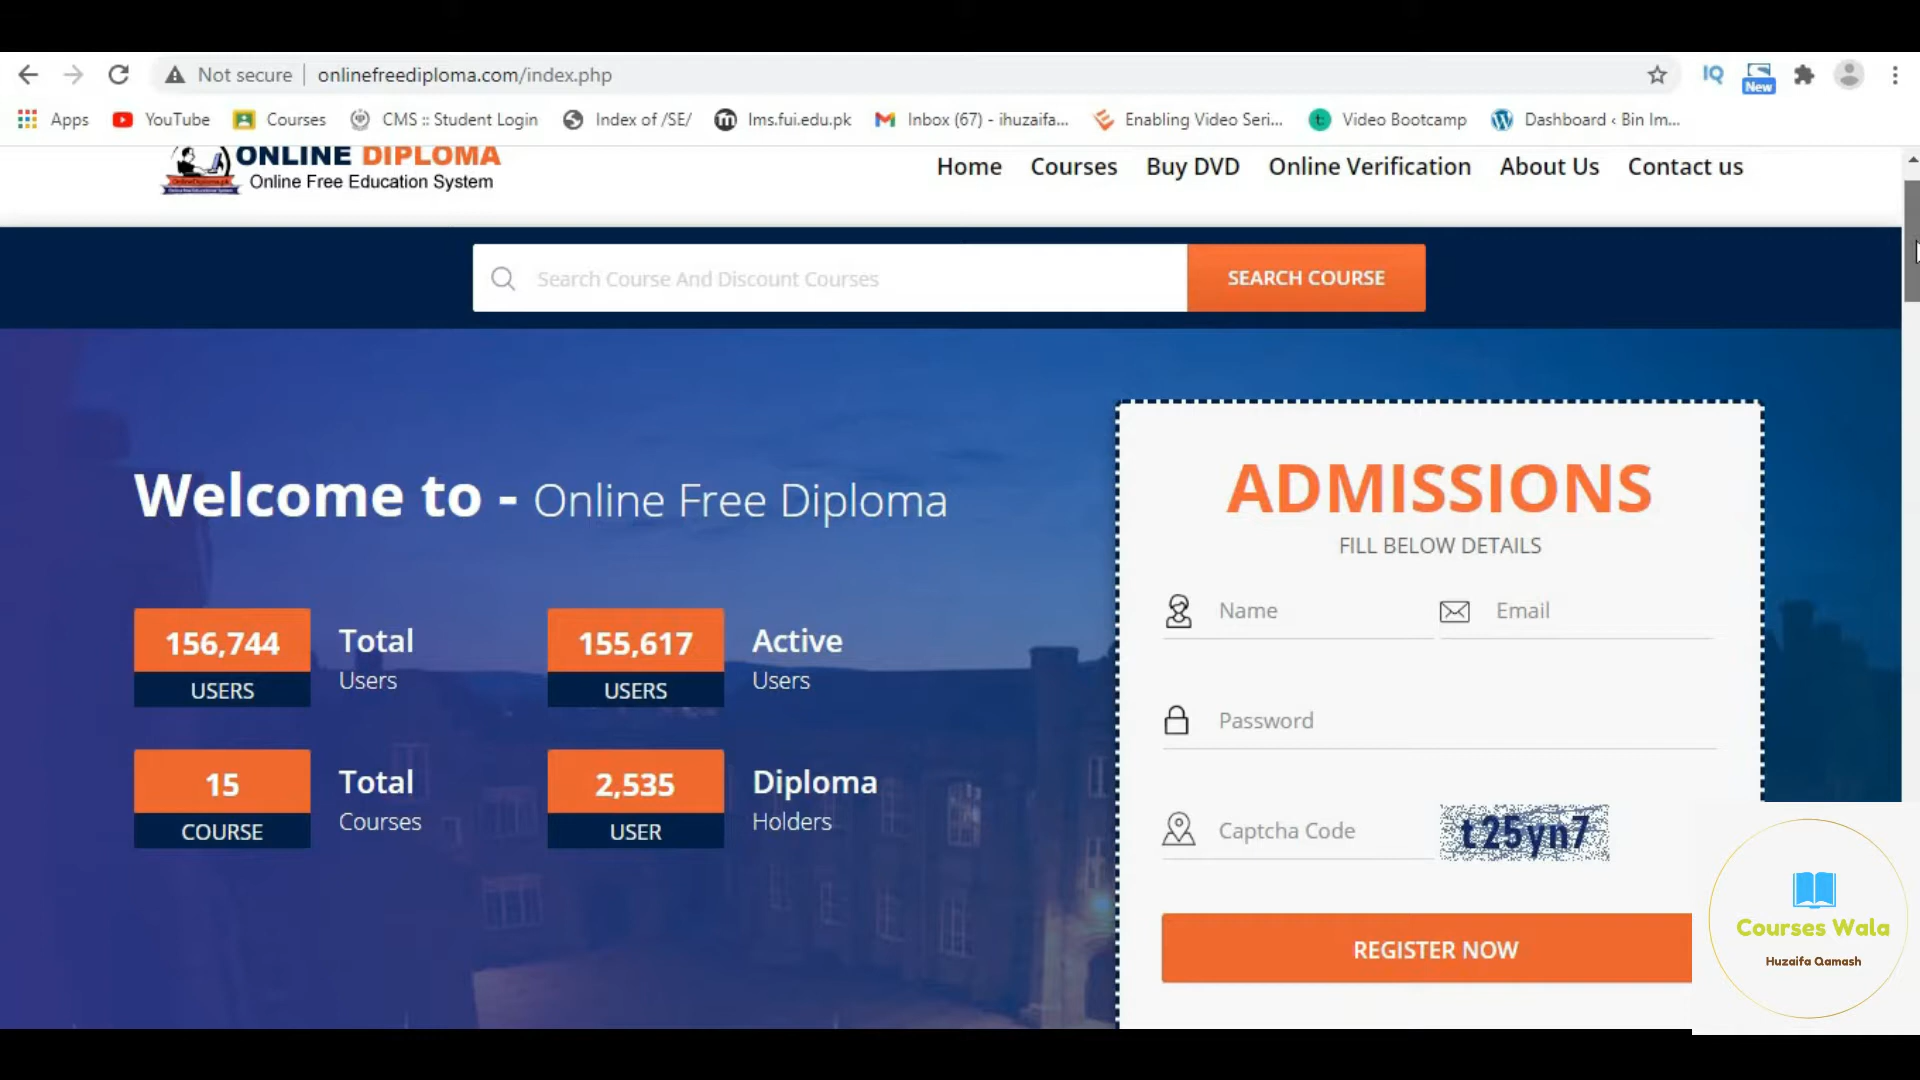 Not secure onlinefreediploma.com/index.php
New
Apps YouTube Courses CMS :: Student Login Index of /SE/ lms.fui.edu.pk Inbox (67) - ihuzaifa... Enabling Video Seri... Video Bootcamp Dashboard ‹ Bin Im...
ONLINE DIPLOMA
Online Free Education System
Home Courses Buy DVD Online Verification About Us Contact us
Search Course And Discount Courses
SEARCH COURSE
Welcome to - Online Free Diploma
156,744
USERS
Total
Users
155,617
USERS
Active
Users
15
COURSE
Total
Courses
2,535
USER
Diploma
Holders
ADMISSIONS
FILL BELOW DETAILS
Name
Email
Password
Captcha Code
t25yn7
REGISTER NOW
Courses Wala
Huzaifa Qamash